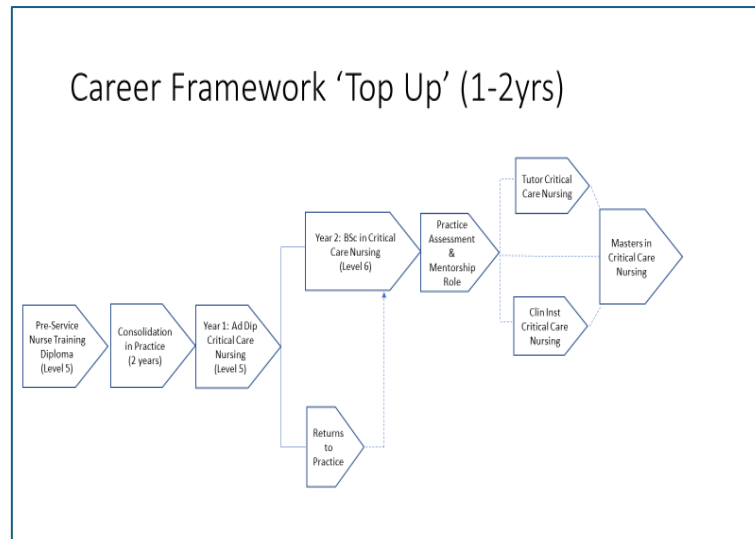 Career Framework ‘Top Up’ (1-2yrs)
Pre-Service
Nurse Training
Diploma
(Level 5)
Consolidation
in Practice
(2 years)
Year 1: Ad Dip
Critical Care
Nursing
(Level 5)
Year 2: BSc in Critical
Care Nursing
(Level 6)
Returns
to
Practice
Practice
Assessment
&
Mentorship
Role
Tutor Critical
Care Nursing
Clin Inst
Critical Care
Nursing
Masters in
Critical Care
Nursing